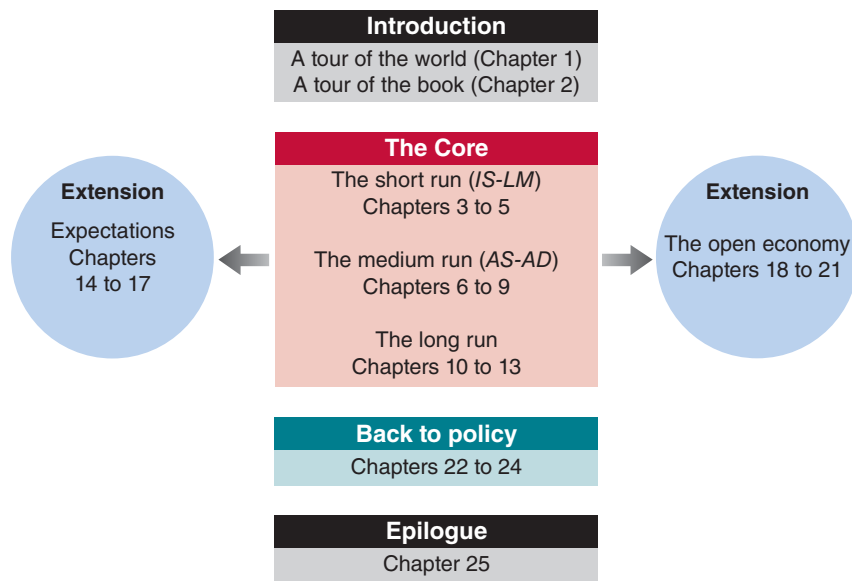 Introduction
A tour of the world (Chapter 1)
A tour of the book (Chapter 2)
The Core
The short run (IS-LM)
Chapters 3 to 5
The medium run (AS-AD)
Chapters 6 to 9
The long run
Chapters 10 to 13
Extension
Expectations
Chapters
14 to 17
Extension
The open economy
Chapters 18 to 21
Back to policy
Chapters 22 to 24
Epilogue
Chapter 25